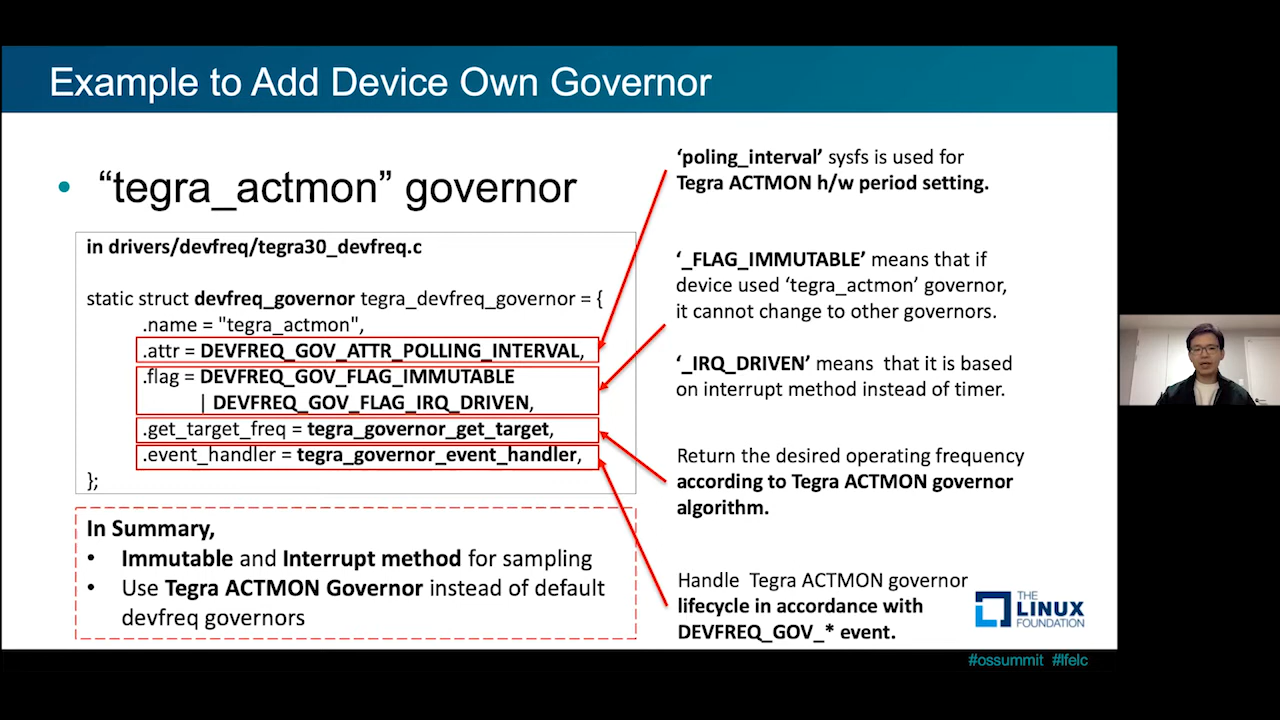 Example to Add Device Own Governor
• “tegra_actmon” governor
in drivers/devfreq/tegra30_devfreq.c
static struct devfreq_governor tegra_devfreq_governor = {
.name = "tegra_actmon",
.attr = DEVFREQ_GOV_ATTR_POLLING_INTERVAL,
.flag = DEVFREQ_GOV_FLAG_IMMUTABLE
| DEVFREQ_GOV_FLAG_IRQ_DRIVEN,
.get_target_freq = tegra_governor_get_target,
.event_handler = tegra_governor_event_handler,
};
In Summary,
• Immutable and Interrupt method for sampling
• Use Tegra ACTMON Governor instead of default
devfreq governors
‘poling_interval’ sysfs is used for
Tegra ACTMON h/w period setting.
‘_FLAG_IMMUTABLE’ means that if
device used ‘tegra_actmon’ governor,
it cannot change to other governors.
‘_IRQ_DRIVEN’ means that it is based
on interrupt method instead of timer.
Return the desired operating frequency
according to Tegra ACTMON governor
algorithm.
Handle Tegra ACTMON governor
lifecycle in accordance with
DEVFREQ_GOV_* event.
THE
LINUX
FOUNDATION
#ossummit #lfelc